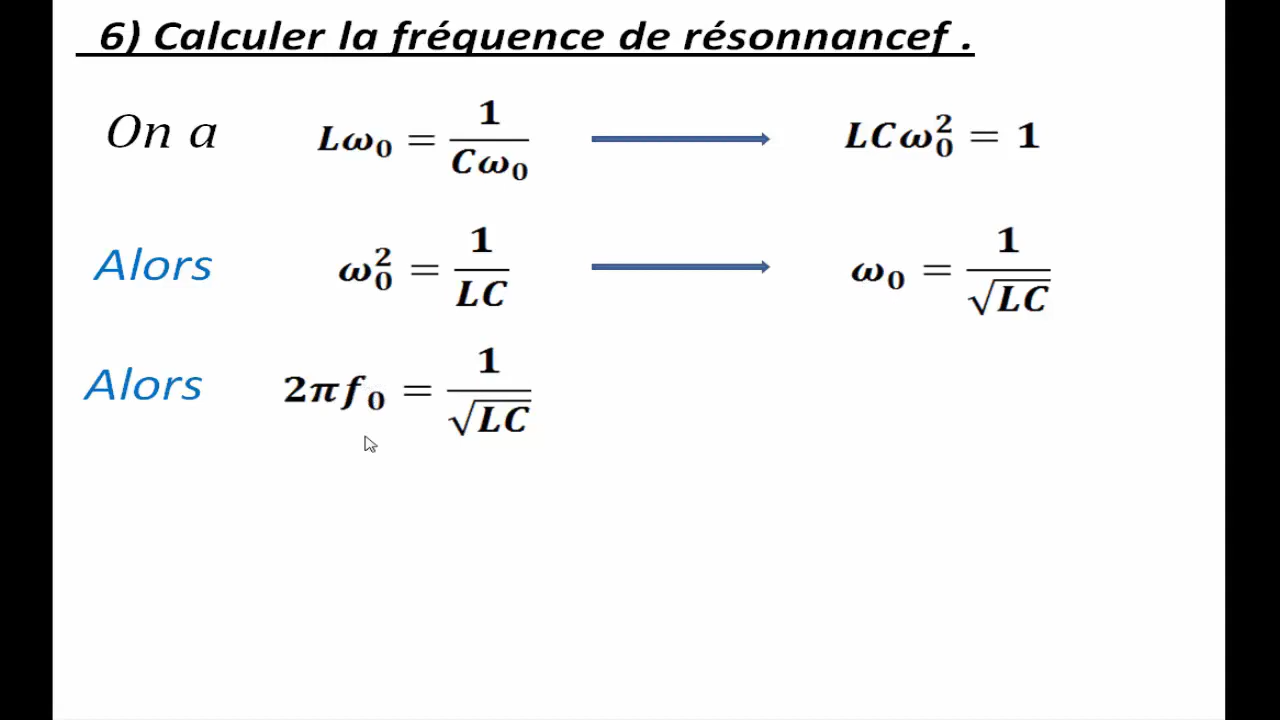 6) Calculer la fréquence de résonnancef .
On a Lω₀ = 1/(Cω₀) LCω₀² = 1
Alors ω₀² = 1/(LC) ω₀ = 1/√(LC)
Alors 2πf₀ = 1/√(LC)